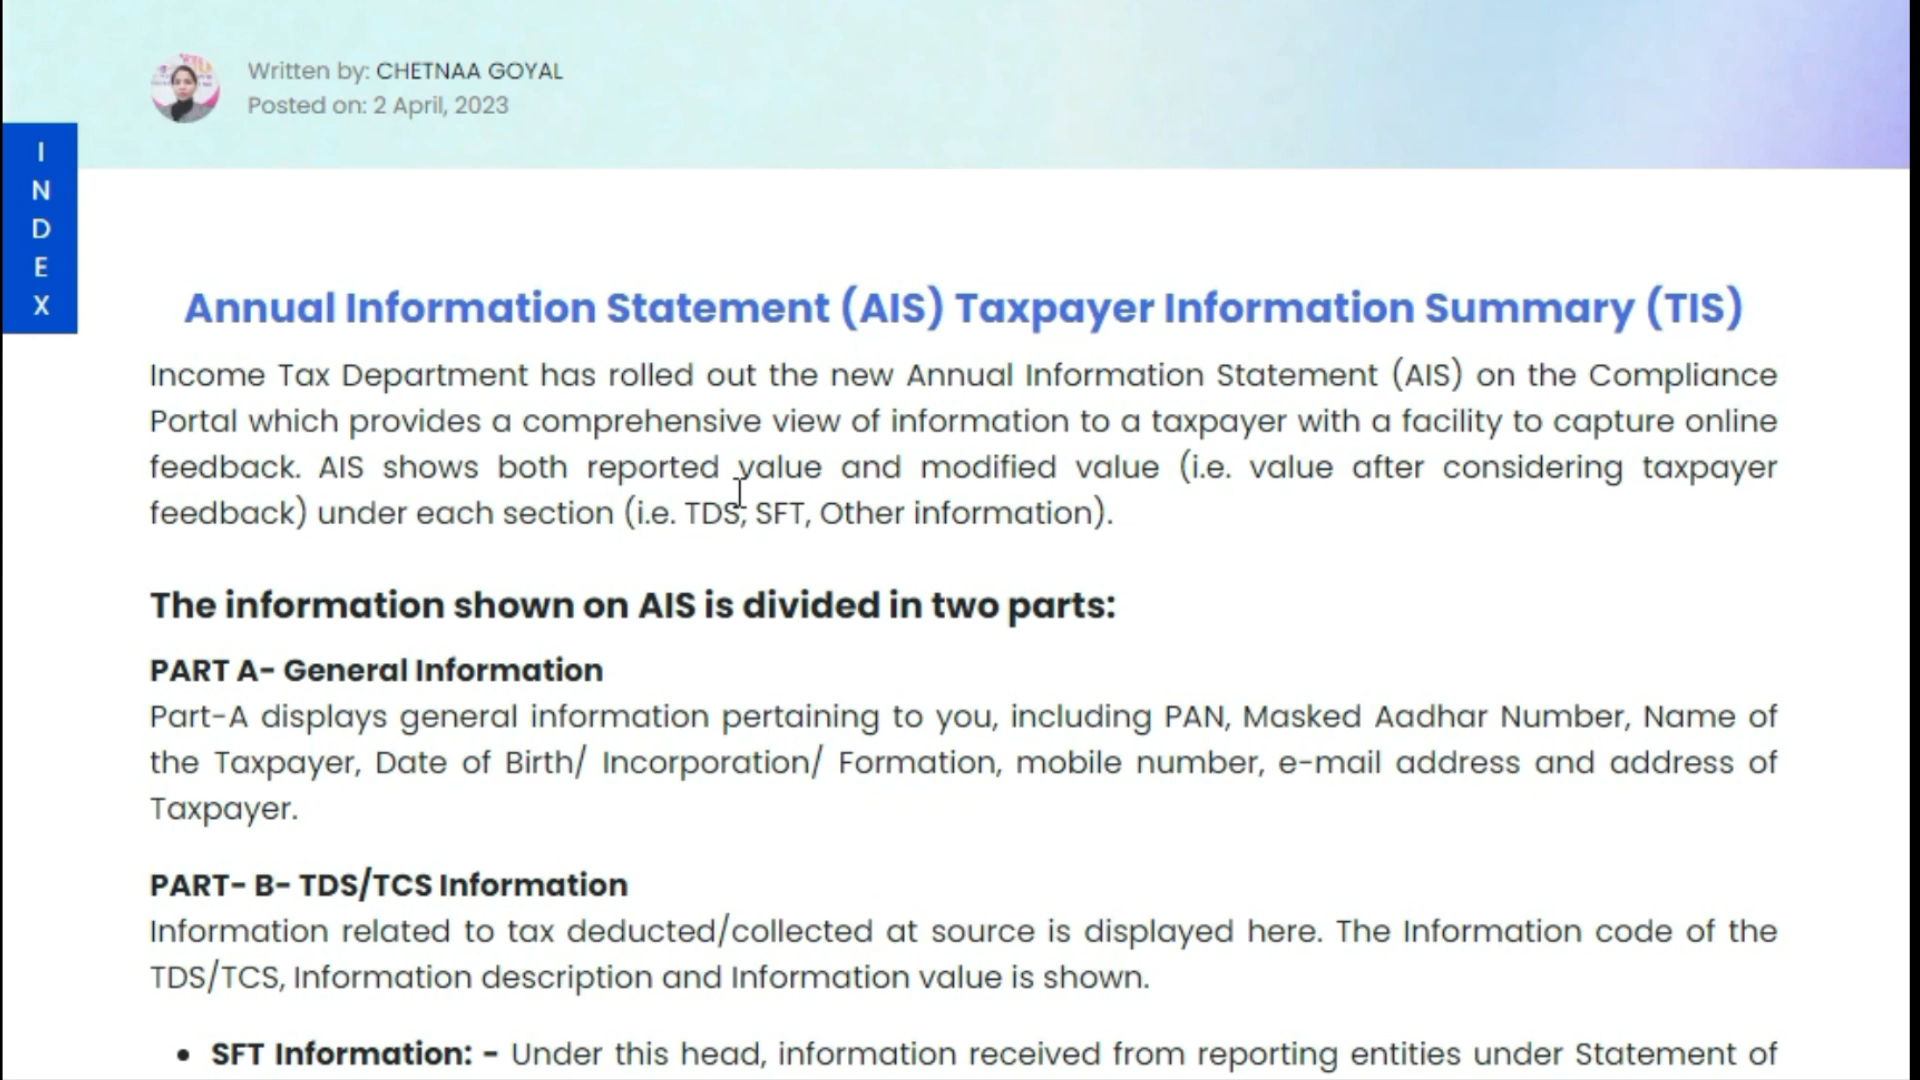 Written by: CHETNAA GOYAL
Posted on: 2 April, 2023
I
N
D
E
X
Annual Information Statement (AIS) Taxpayer Information Summary (TIS)
Income Tax Department has rolled out the new Annual Information Statement (AIS) on the Compliance
Portal which provides a comprehensive view of information to a taxpayer with a facility to capture online
feedback. AIS shows both reported value and modified value (i.e. value after considering taxpayer
feedback) under each section (i.e. TDS, SFT, Other information).
The information shown on AIS is divided in two parts:
PART A- General Information
Part-A displays general information pertaining to you, including PAN, Masked Aadhar Number, Name of
the Taxpayer, Date of Birth/ Incorporation/ Formation, mobile number, e-mail address and address of
Taxpayer.
PART- B- TDS/TCS Information
Information related to tax deducted/collected at source is displayed here. The Information code of the
TDS/TCS, Information description and Information value is shown.
• SFT Information: - Under this head, information received from reporting entities under Statement of